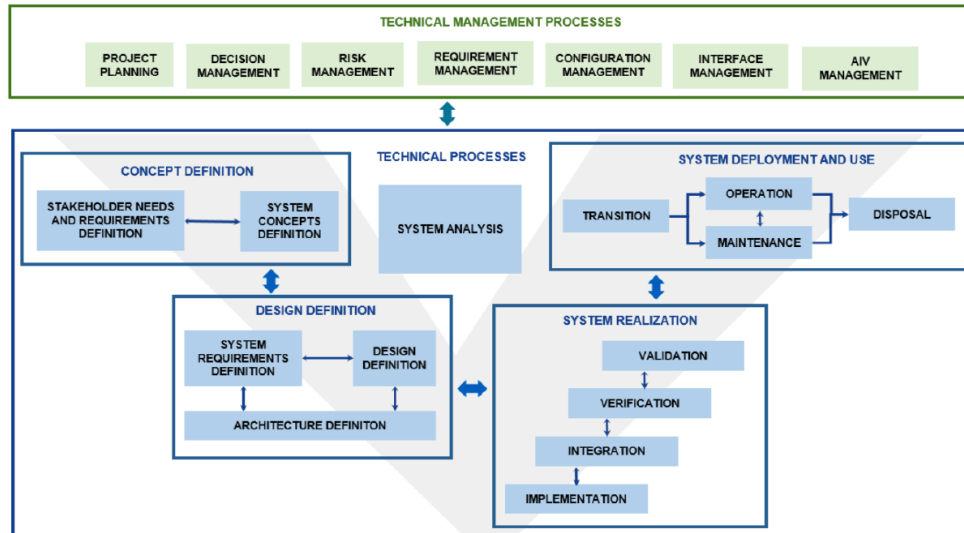 TECHNICAL MANAGEMENT PROCESSES
PROJECT
PLANNING
DECISION
MANAGEMENT
RISK
MANAGEMENT
REQUIREMENT
MANAGEMENT
CONFIGURATION
MANAGEMENT
INTERFACE
MANAGEMENT
AIV
MANAGEMENT
TECHNICAL PROCESSES
CONCEPT DEFINITION
STAKEHOLDER NEEDS
AND REQUIREMENTS
DEFINITION
SYSTEM
CONCEPTS
DEFINITION
SYSTEM ANALYSIS
SYSTEM DEPLOYMENT AND USE
TRANSITION
OPERATION
MAINTENANCE
DISPOSAL
DESIGN DEFINITION
SYSTEM
REQUIREMENTS
DEFINITION
DESIGN
DEFINITION
ARCHITECTURE DEFINITON
SYSTEM REALIZATION
VALIDATION
VERIFICATION
INTEGRATION
IMPLEMENTATION